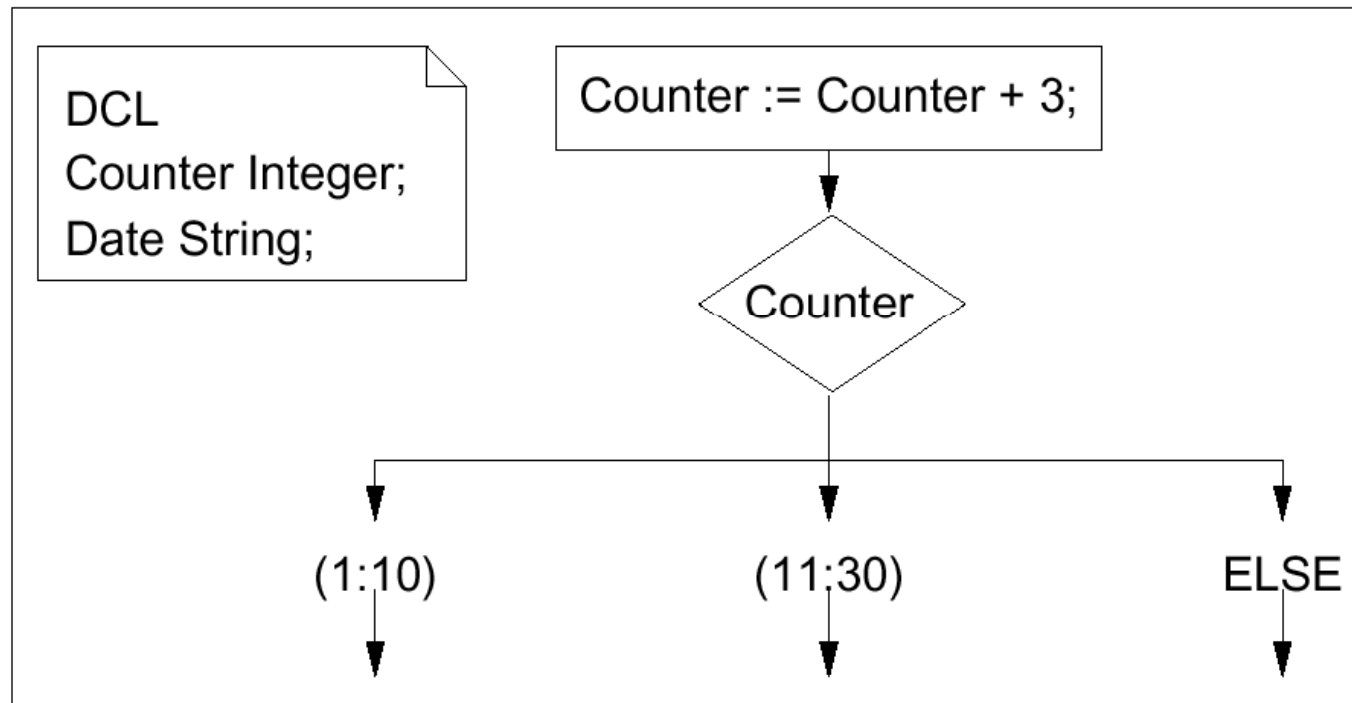 DCL
Counter Integer;
Date String;
Counter := Counter + 3;
Counter
(1:10)
(11:30)
ELSE